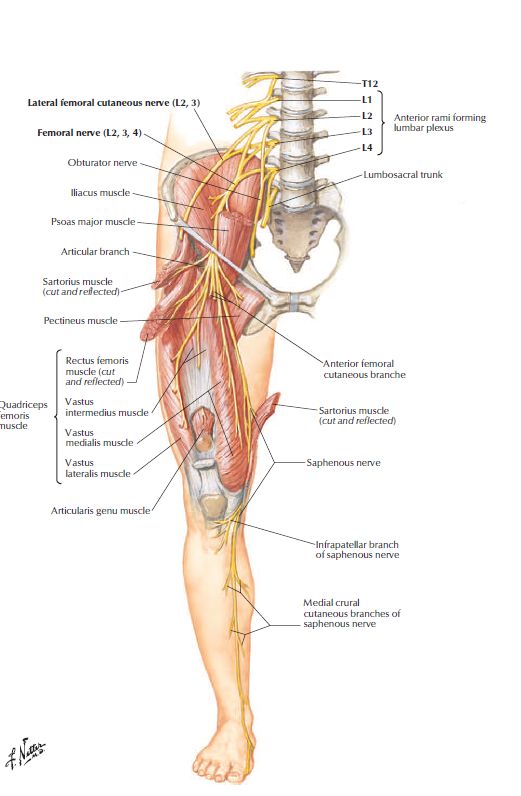 T12
Lateral femoral cutaneous nerve (L2, 3)
L1
L2
Anterior rami forming
lumbar plexus
Femoral nerve (L2, 3, 4)
L3
L4
Obturator nerve
Lumbosacral trunk
Iliacus muscle
Psoas major muscle
Articular branch
Sartorius muscle
(cut and reflected)
Pectineus muscle
Rectus femoris
muscle (cut
and reflected)
Anterior femoral
cutaneous branche
Quadriceps
femoris
muscle
Vastus
intermedius muscle
Sartorius muscle
(cut and reflected)
Vastus
medialis muscle
Vastus
lateralis muscle
Saphenous nerve
Articularis genu muscle
Infrapatellar branch
of saphenous nerve
Medial crural
cutaneous branches of
saphenous nerve
F. Netter
M.D.